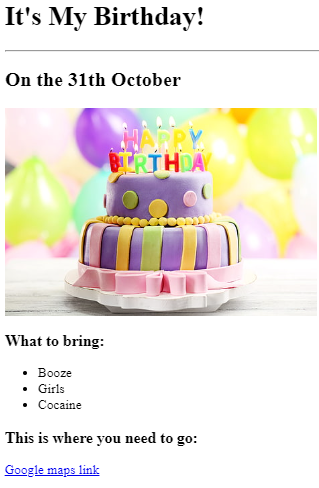 It's My Birthday!
On the 31th October
HAPPY
BIRTHDAY
What to bring:
Booze
Girls
Cocaine
This is where you need to go:
Google maps link